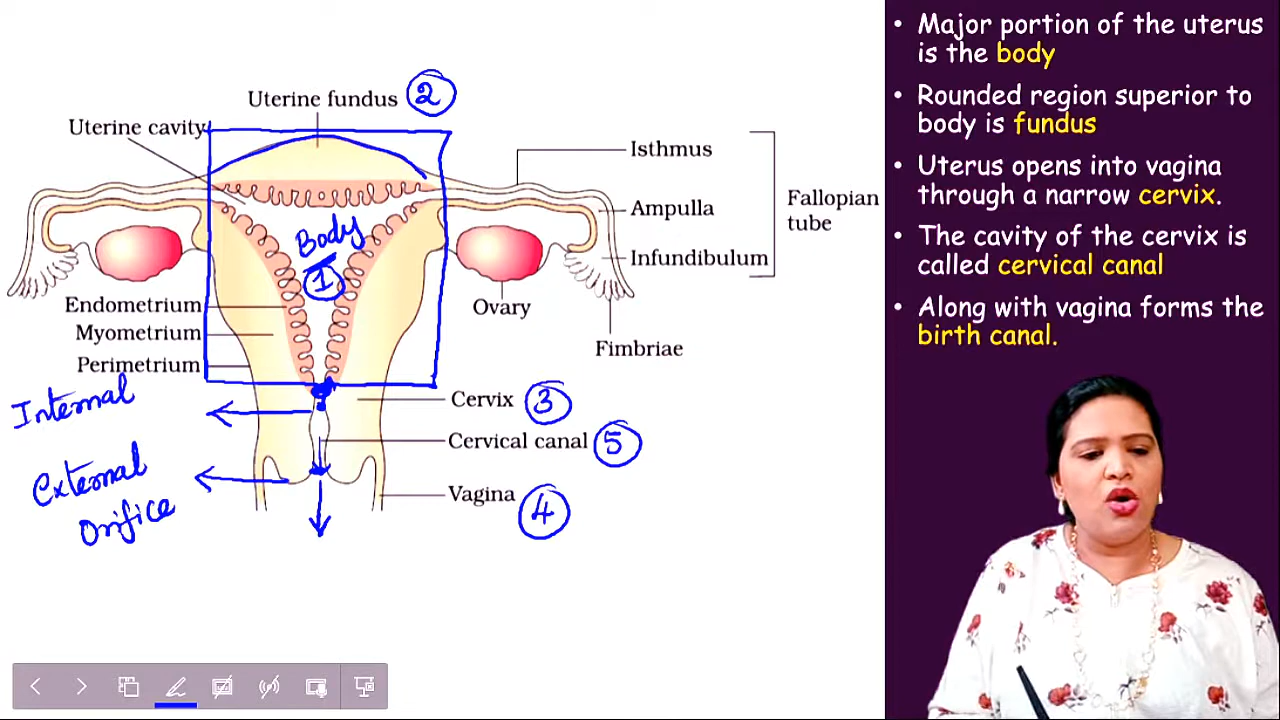 Uterine fundus 2
Uterine cavity
Isthmus
Ampulla
Infundibulum
Fallopian
tube
Body
1
Ovary
Fimbriae
Endometrium
Myometrium
Perimetrium
Internal
External
Orifice
Cervix 3
Cervical canal 5
Vagina 4
• Major portion of the uterus
is the body
• Rounded region superior to
body is fundus
• Uterus opens into vagina
through a narrow cervix.
• The cavity of the cervix is
called cervical canal
• Along with vagina forms the
birth canal.